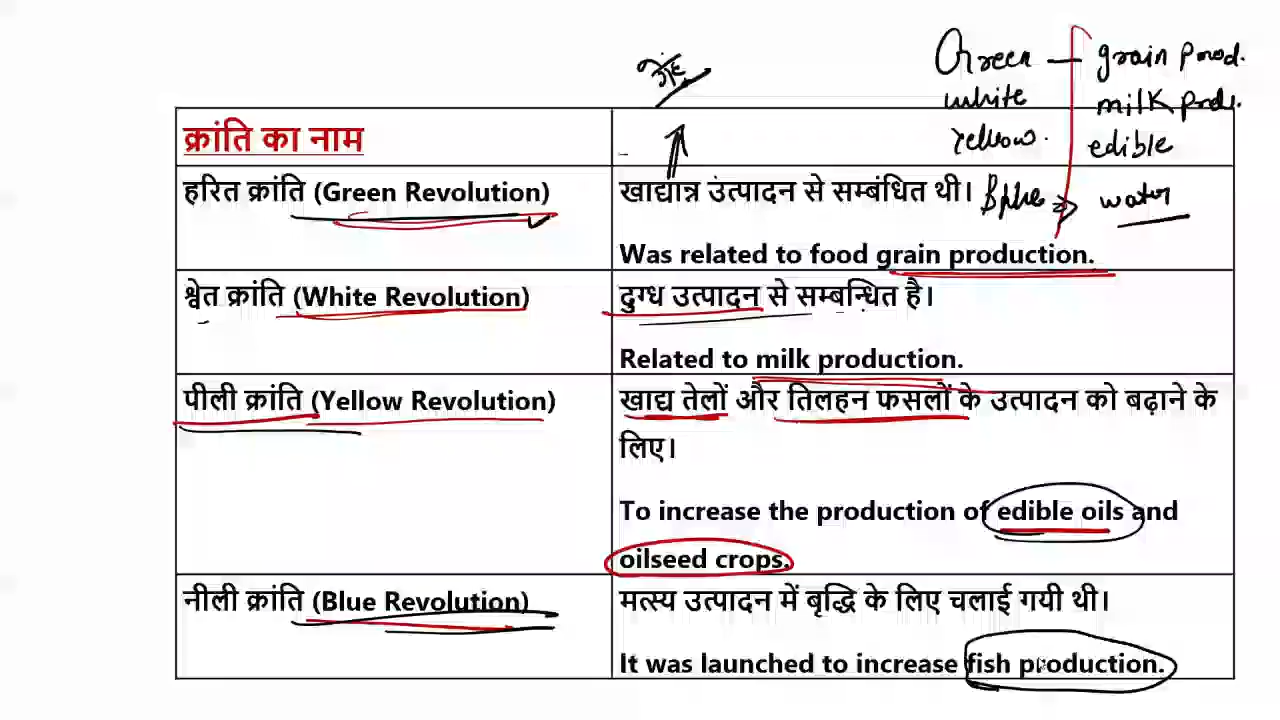 गेहूँ
Green — grain prod.
white milk prod.
yellow. edible
क्रांति का नाम
हरित क्रांति (Green Revolution)
खाद्यान्न उत्पादन से सम्बंधित थी।
water
Was related to food grain production.
श्वेत क्रांति (White Revolution)
दुग्ध उत्पादन से सम्बन्धित है।
Related to milk production.
पीली क्रांति (Yellow Revolution)
खाद्य तेलों और तिलहन फसलों के उत्पादन को बढ़ाने के
लिए।
To increase the production of edible oils and
oilseed crops.
नीली क्रांति (Blue Revolution)
मत्स्य उत्पादन में बृद्धि के लिए चलाई गयी थी।
It was launched to increase fish production.